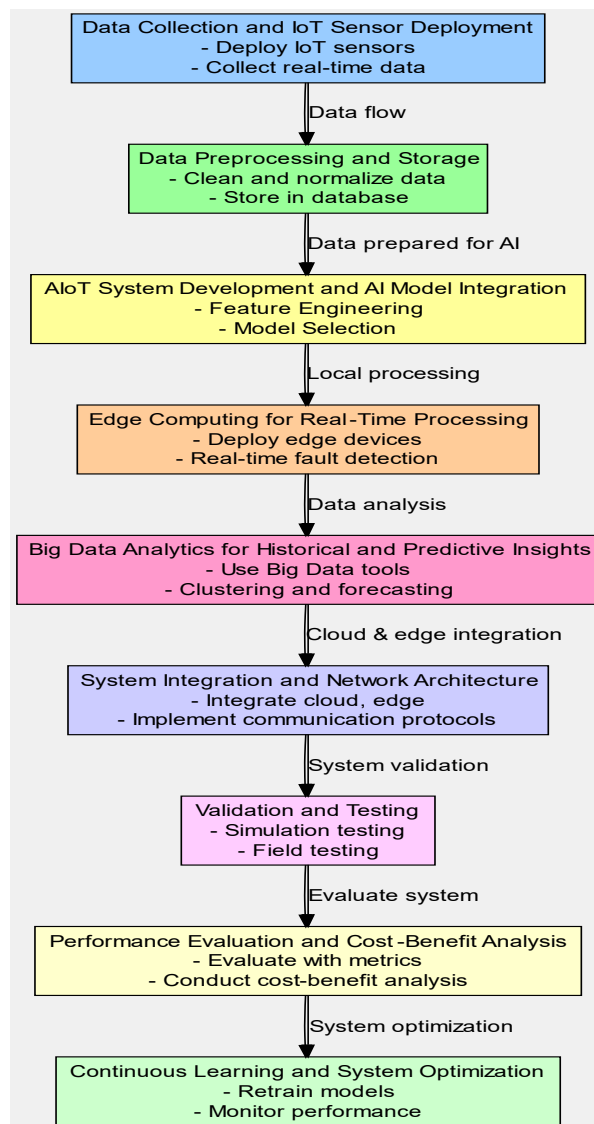 Data Collection and IoT Sensor Deployment
- Deploy IoT sensors
- Collect real-time data
Data flow
Data Preprocessing and Storage
- Clean and normalize data
- Store in database
Data prepared for AI
AIoT System Development and AI Model Integration
- Feature Engineering
- Model Selection
Local processing
Edge Computing for Real-Time Processing
- Deploy edge devices
- Real-time fault detection
Data analysis
Big Data Analytics for Historical and Predictive Insights
- Use Big Data tools
- Clustering and forecasting
Cloud & edge integration
System Integration and Network Architecture
- Integrate cloud, edge
- Implement communication protocols
System validation
Validation and Testing
- Simulation testing
- Field testing
Evaluate system
Performance Evaluation and Cost-Benefit Analysis
- Evaluate with metrics
- Conduct cost-benefit analysis
System optimization
Continuous Learning and System Optimization
- Retrain models
- Monitor performance